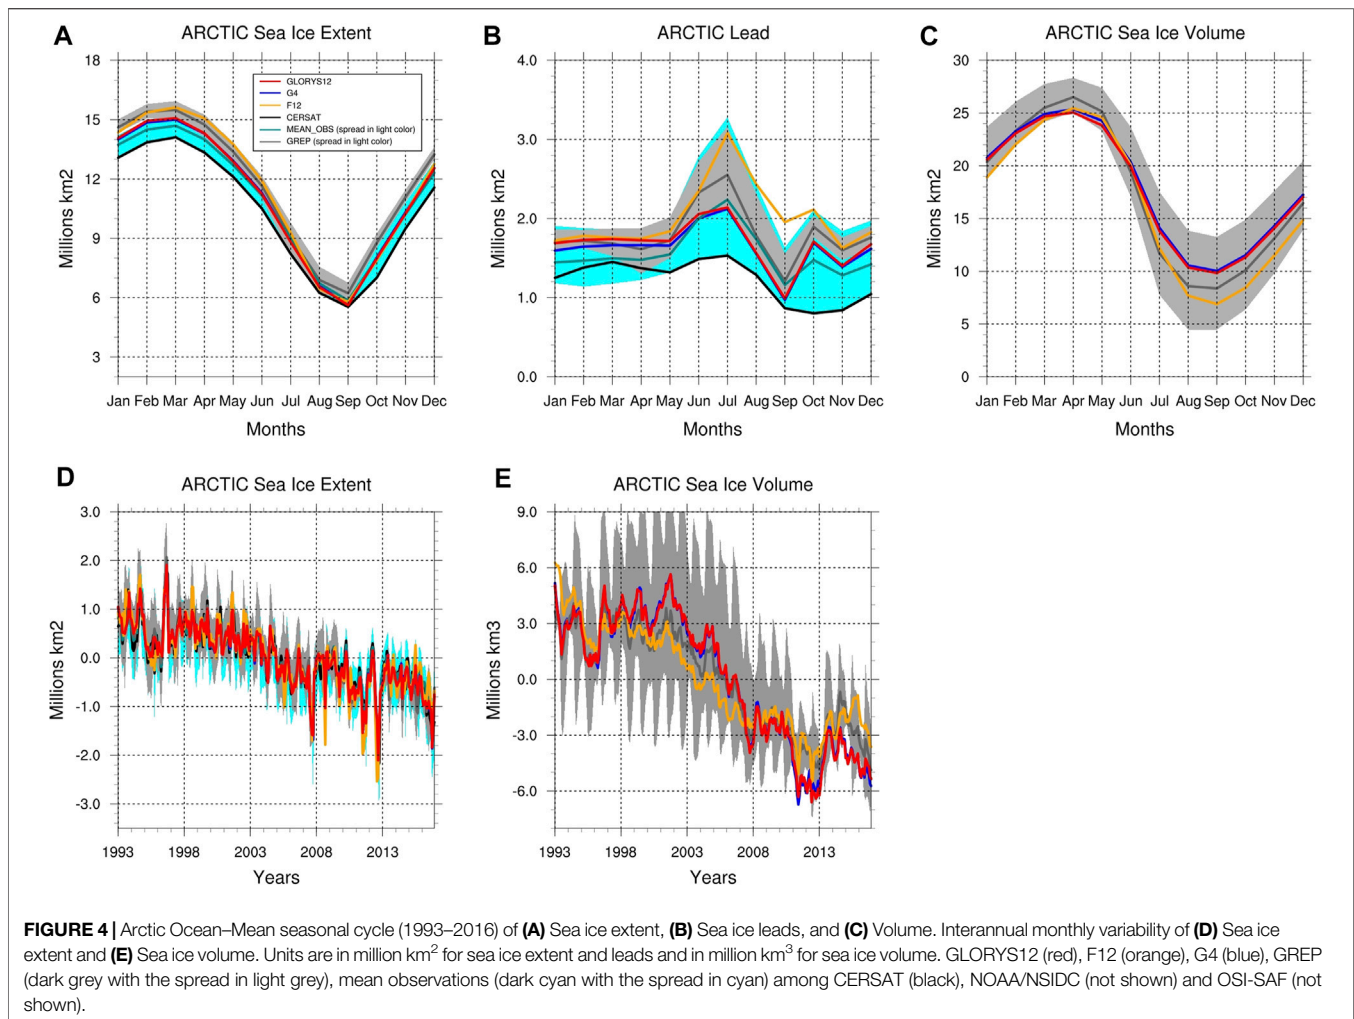 A
ARCTIC Sea Ice Extent
Millions km2
18
15
12
9
6
3
GLORYS12
G4
F12
CERSAT
MEAN_OBS (spread in light color)
GREP (spread in light color)
Jan Feb Mar Apr May Jun Jul Aug Sep Oct Nov Dec
Months
B
ARCTIC Lead
Millions km2
4.0
3.0
2.0
1.0
0.0
Jan Feb Mar Apr May Jun Jul Aug Sep Oct Nov Dec
Months
C
ARCTIC Sea Ice Volume
Millions km2
30
25
20
15
10
5
0
Jan Feb Mar Apr May Jun Jul Aug Sep Oct Nov Dec
Months
D
ARCTIC Sea Ice Extent
Millions km2
3.0
2.0
1.0
0.0
-1.0
-2.0
-3.0
1993 1998 2003 2008 2013
Years
E
ARCTIC Sea Ice Volume
Millions km3
9.0
6.0
3.0
0.0
-3.0
-6.0
1993 1998 2003 2008 2013
Years
FIGURE 4 | Arctic Ocean–Mean seasonal cycle (1993–2016) of (A) Sea ice extent, (B) Sea ice leads, and (C) Volume. Interannual monthly variability of (D) Sea ice
extent and (E) Sea ice volume. Units are in million km² for sea ice extent and leads and in million km³ for sea ice volume. GLORYS12 (red), F12 (orange), G4 (blue), GREP
(dark grey with the spread in light grey), mean observations (dark cyan with the spread in cyan) among CERSAT (black), NOAA/NSIDC (not shown) and OSI-SAF (not
shown).